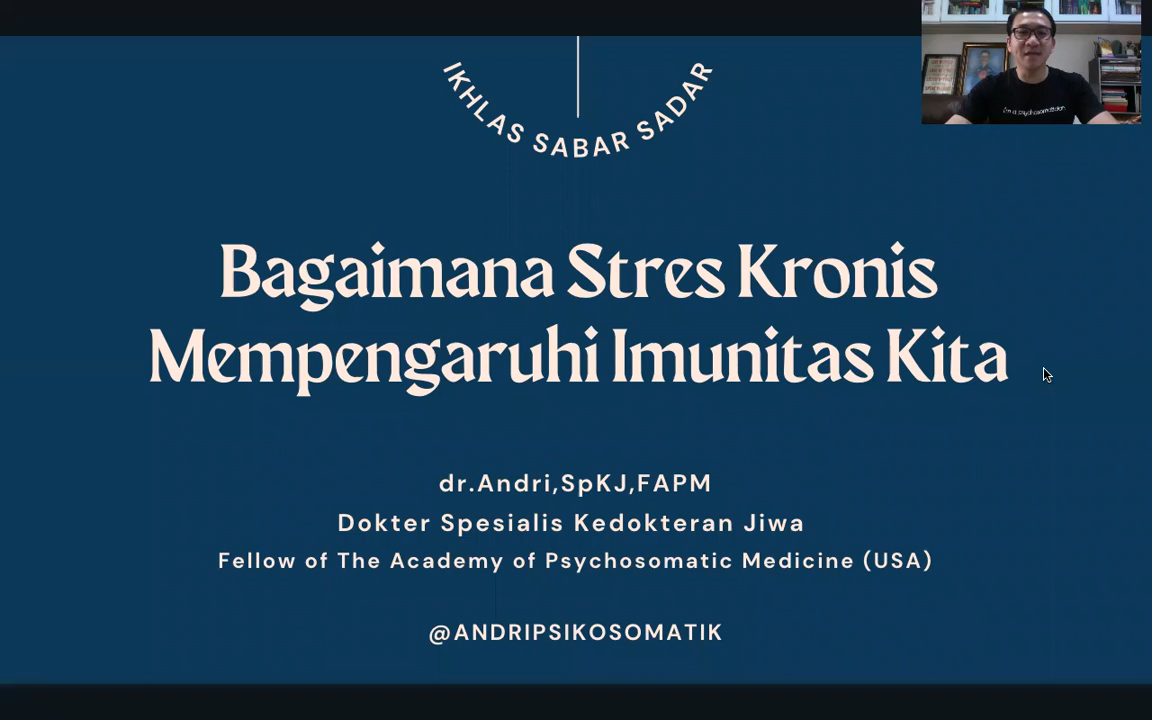 IKHLAS SABAR SADAR
Bagaimana Stres Kronis
Mempengaruhi Imunitas Kita
dr.Andri,SpKJ,FAPM
Dokter Spesialis Kedokteran Jiwa
Fellow of The Academy of Psychosomatic Medicine (USA)
@ANDRIPSIKOSOMATIK